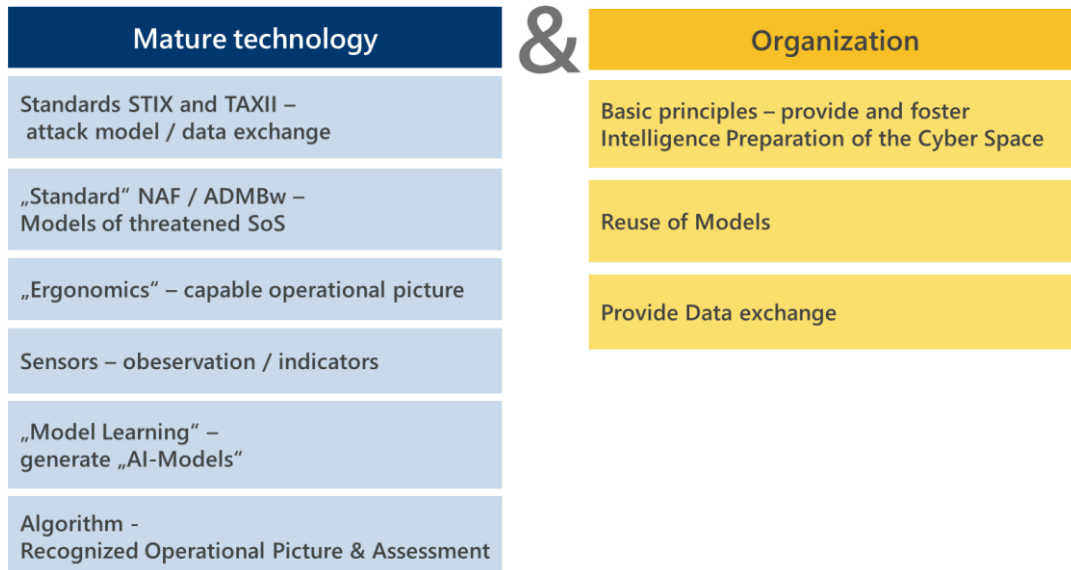 Mature technology
Standards STIX and TAXII –
attack model / data exchange
„Standard“ NAF / ADMBw –
Models of threatened SoS
„Ergonomics“ – capable operational picture
Sensors – obeservation / indicators
„Model Learning“ –
generate „AI-Models“
Algorithm -
Recognized Operational Picture & Assessment
&
Organization
Basic principles – provide and foster
Intelligence Preparation of the Cyber Space
Reuse of Models
Provide Data exchange